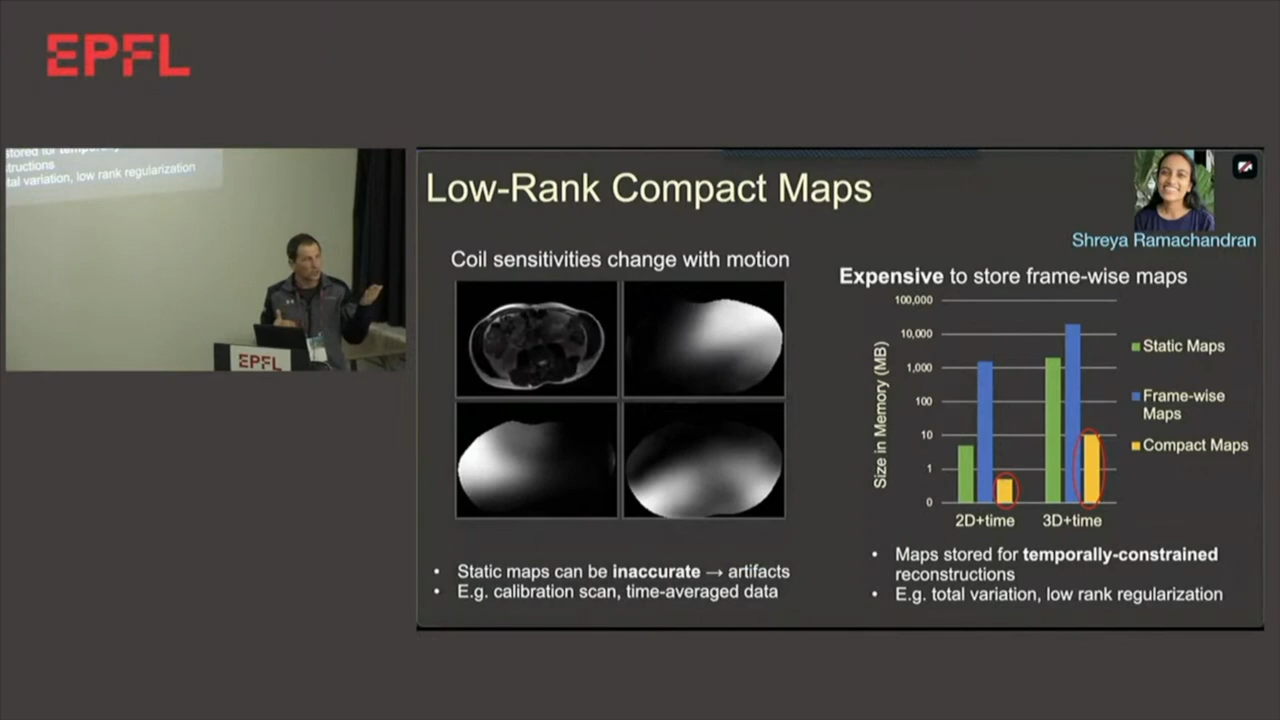 EPFL
stored for temporally
structions
tal variation, low rank regularization
EPFL
Low-Rank Compact Maps
Shreya Ramachandran
Coil sensitivities change with motion
• Static maps can be inaccurate → artifacts
• E.g. calibration scan, time-averaged data
Expensive to store frame-wise maps
Size in Memory (MB)
100,000
10,000
1,000
100
10
1
0
2D+time
3D+time
Static Maps
Frame-wise
Maps
Compact Maps
• Maps stored for temporally-constrained
reconstructions
• E.g. total variation, low rank regularization